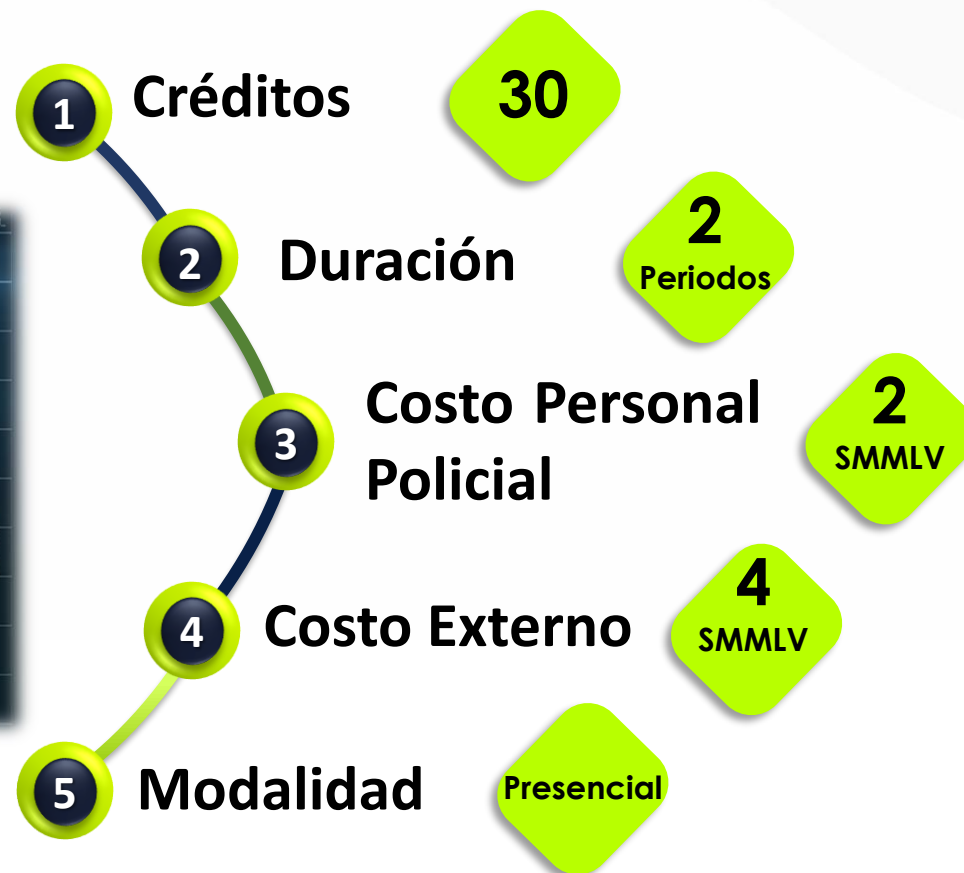 1
Créditos
30
2
Duración
2
Periodos
3
Costo Personal
Policial
2
SMMLV
4
Costo Externo
4
SMMLV
5
Modalidad
Presencial